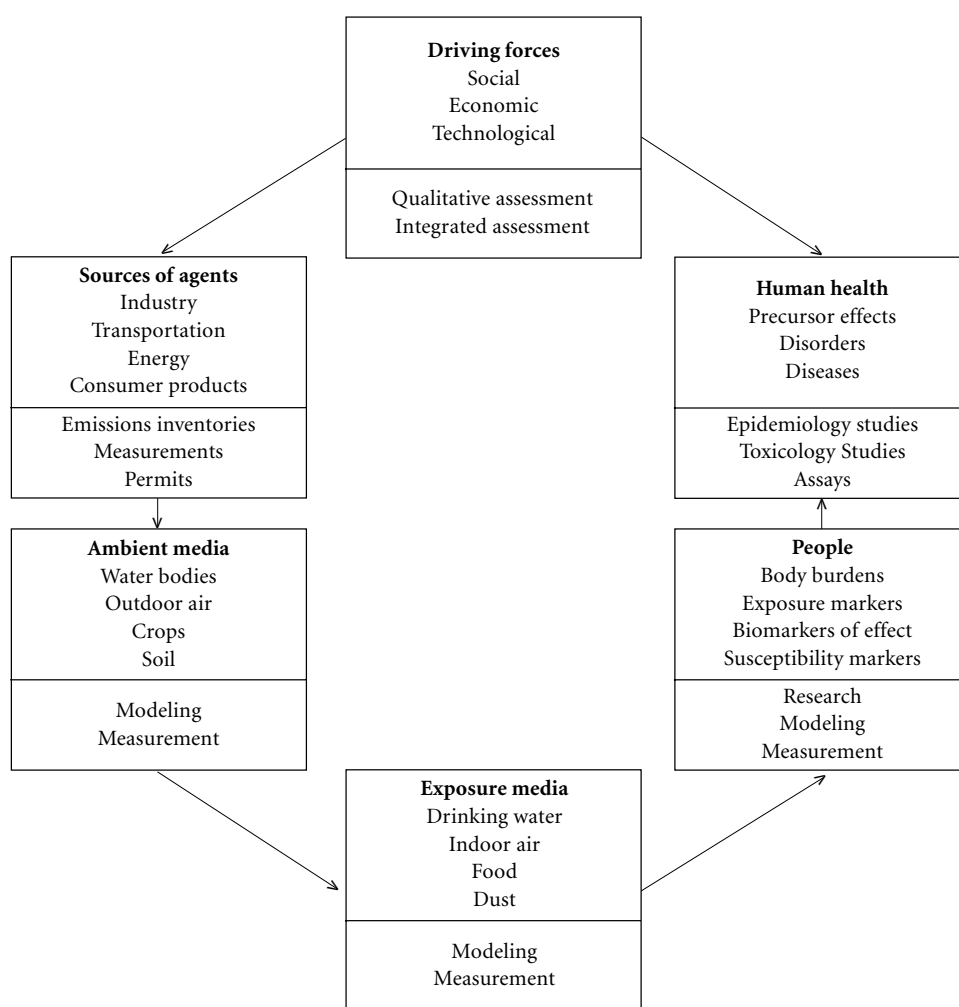 Driving forces
Social
Economic
Technological
Qualitative assessment
Integrated assessment
Sources of agents
Industry
Transportation
Energy
Consumer products
Emissions inventories
Measurements
Permits
Ambient media
Water bodies
Outdoor air
Crops
Soil
Modeling
Measurement
Exposure media
Drinking water
Indoor air
Food
Dust
Modeling
Measurement
People
Body burdens
Exposure markers
Biomarkers of effect
Susceptibility markers
Research
Modeling
Measurement
Human health
Precursor effects
Disorders
Diseases
Epidemiology studies
Toxicology Studies
Assays